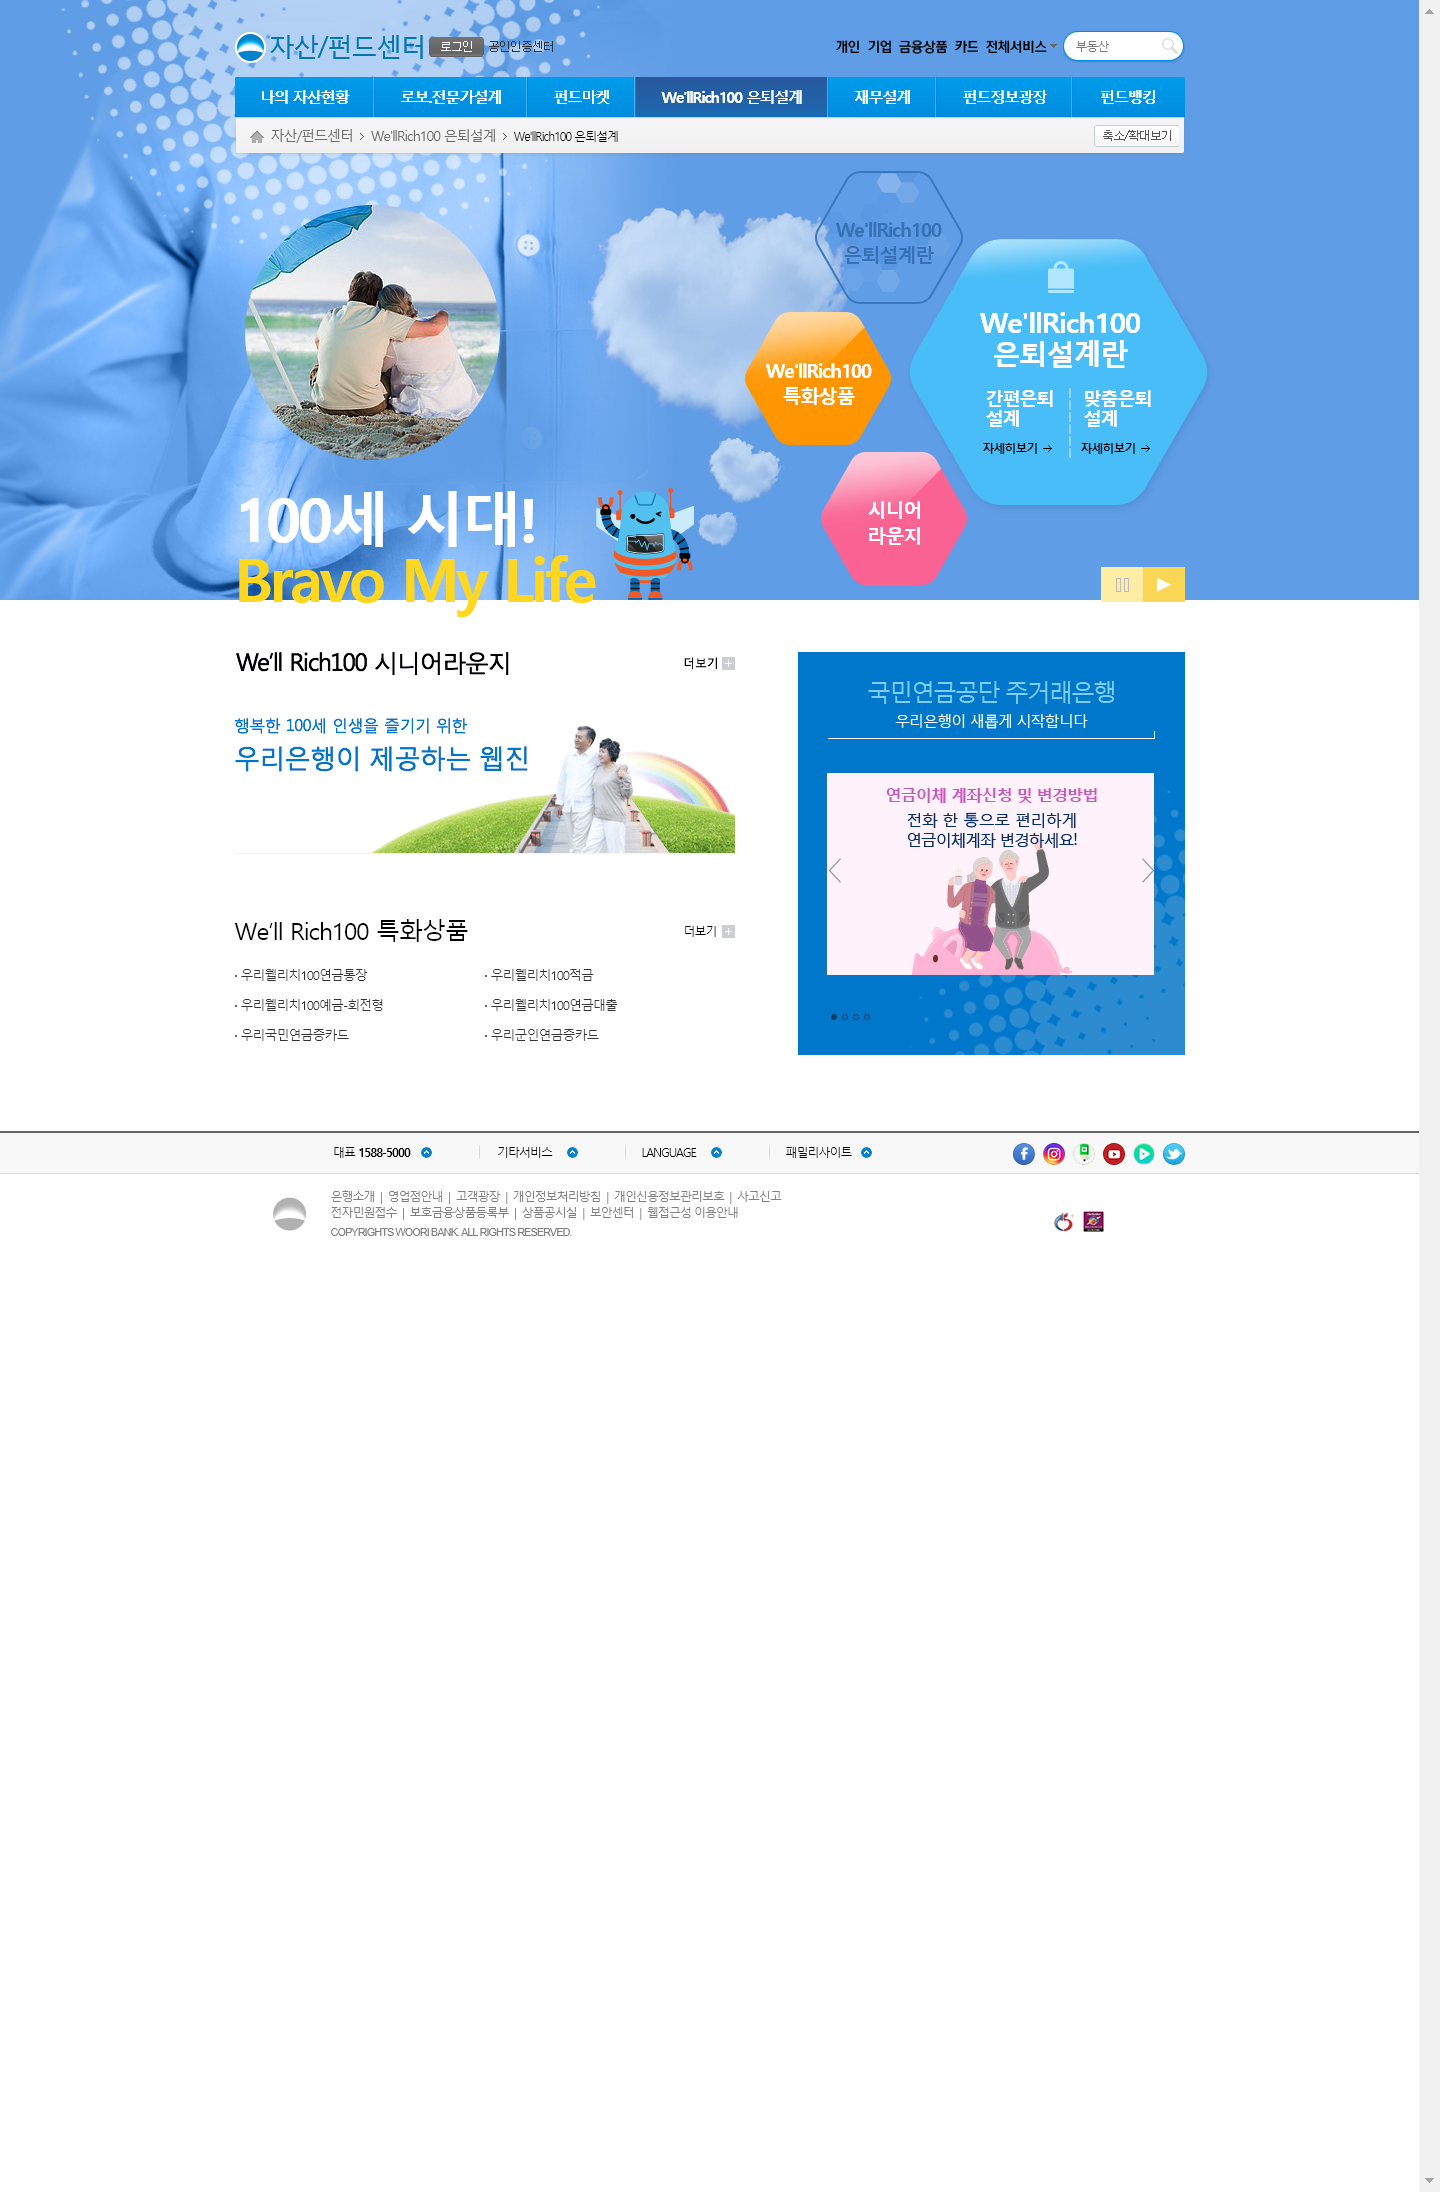 자산/펀드센터 로그인 공인인증센터
개인 기업 금융상품 카드 전체서비스 부동산
나의 자산현황 로보.전문가설계 펀드마켓 We'llRich100 은퇴설계 재무설계 펀드정보광장 펀드뱅킹
자산/펀드센터 > We'llRich100 은퇴설계 > We'llRich100 은퇴설계 축소/확대보기
We'llRich100
은퇴설계란
We'llRich100
은퇴설계란
간편은퇴
설계
자세히보기 →
맞춤은퇴
설계
자세히보기 →
We'llRich100
특화상품
시니어
라운지
100세 시대!
Bravo My Life
We'll Rich100 시니어라운지 더보기
행복한 100세 인생을 즐기기 위한
우리은행이 제공하는 웹진
We'll Rich100 특화상품 더보기
· 우리웰리치100연금통장
· 우리웰리치100적금
· 우리웰리치100예금-회전형
· 우리웰리치100연금대출
· 우리국민연금증카드
· 우리군인연금증카드
국민연금공단 주거래은행
우리은행이 새롭게 시작합니다
연금이체 계좌신청 및 변경방법
전화 한 통으로 편리하게
연금이체계좌 변경하세요!
대표 1588-5000 기타서비스 LANGUAGE 패밀리사이트
은행소개 | 영업점안내 | 고객광장 | 개인정보처리방침 | 개인신용정보관리보호 | 사고신고
전자민원접수 | 보호금융상품등록부 | 상품공시실 | 보안센터 | 웹접근성 이용안내
COPYRIGHTS WOORI BANK. ALL RIGHTS RESERVED.